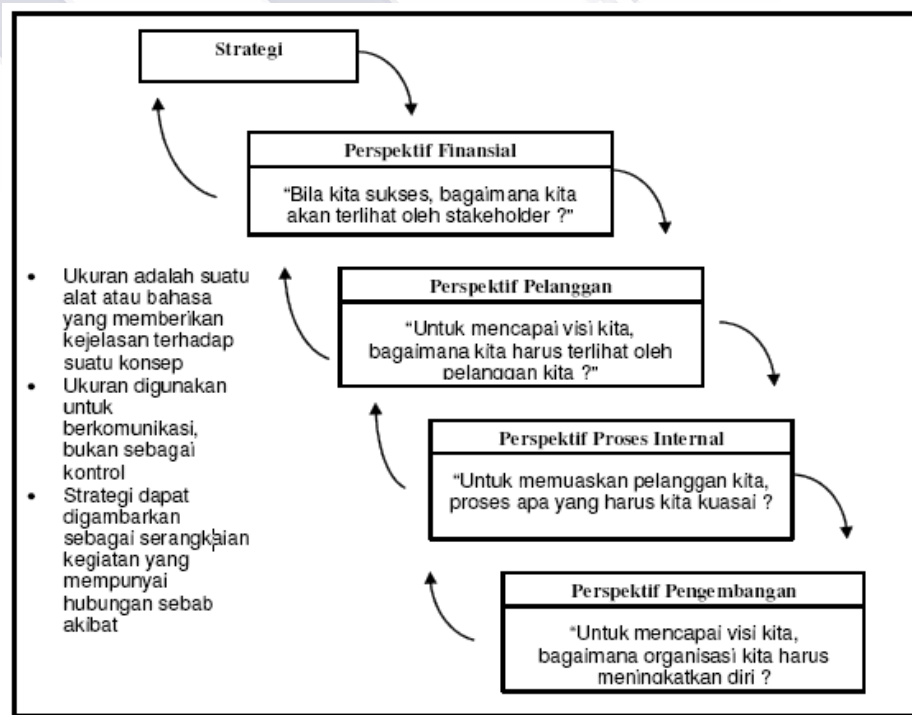 Strategi
Perspektif Finansial
“Bila kita sukses, bagaimana kita
akan terlihat oleh stakeholder ?”
• Ukuran adalah suatu
alat atau bahasa
yang memberikan
kejelasan terhadap
suatu konsep
• Ukuran digunakan
untuk
berkomunikasi,
bukan sebagai
kontrol
• Strategi dapat
digambarkan
sebagai serangkaian
kegiatan yang
mempunyai
hubungan sebab
akibat
Perspektif Pelanggan
“Untuk mencapai visi kita,
bagaimana kita harus terlihat oleh
pelanggan kita ?”
Perspektif Proses Internal
“Untuk memuaskan pelanggan kita,
proses apa yang harus kita kuasai ?
Perspektif Pengembangan
“Untuk mencapai visi kita,
bagaimana organisasi kita harus
meningkatkan diri ?